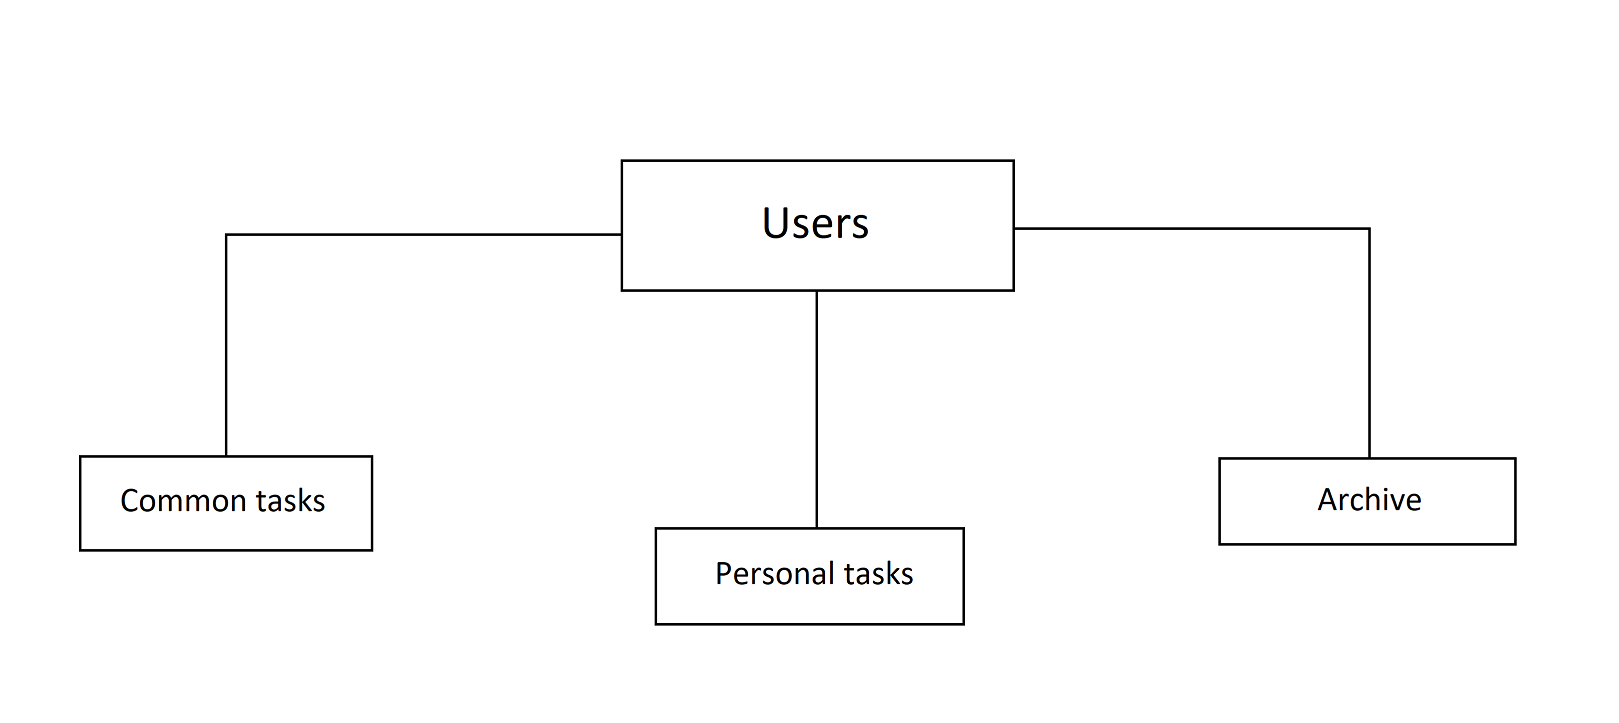 Users
Common tasks
Personal tasks
Archive